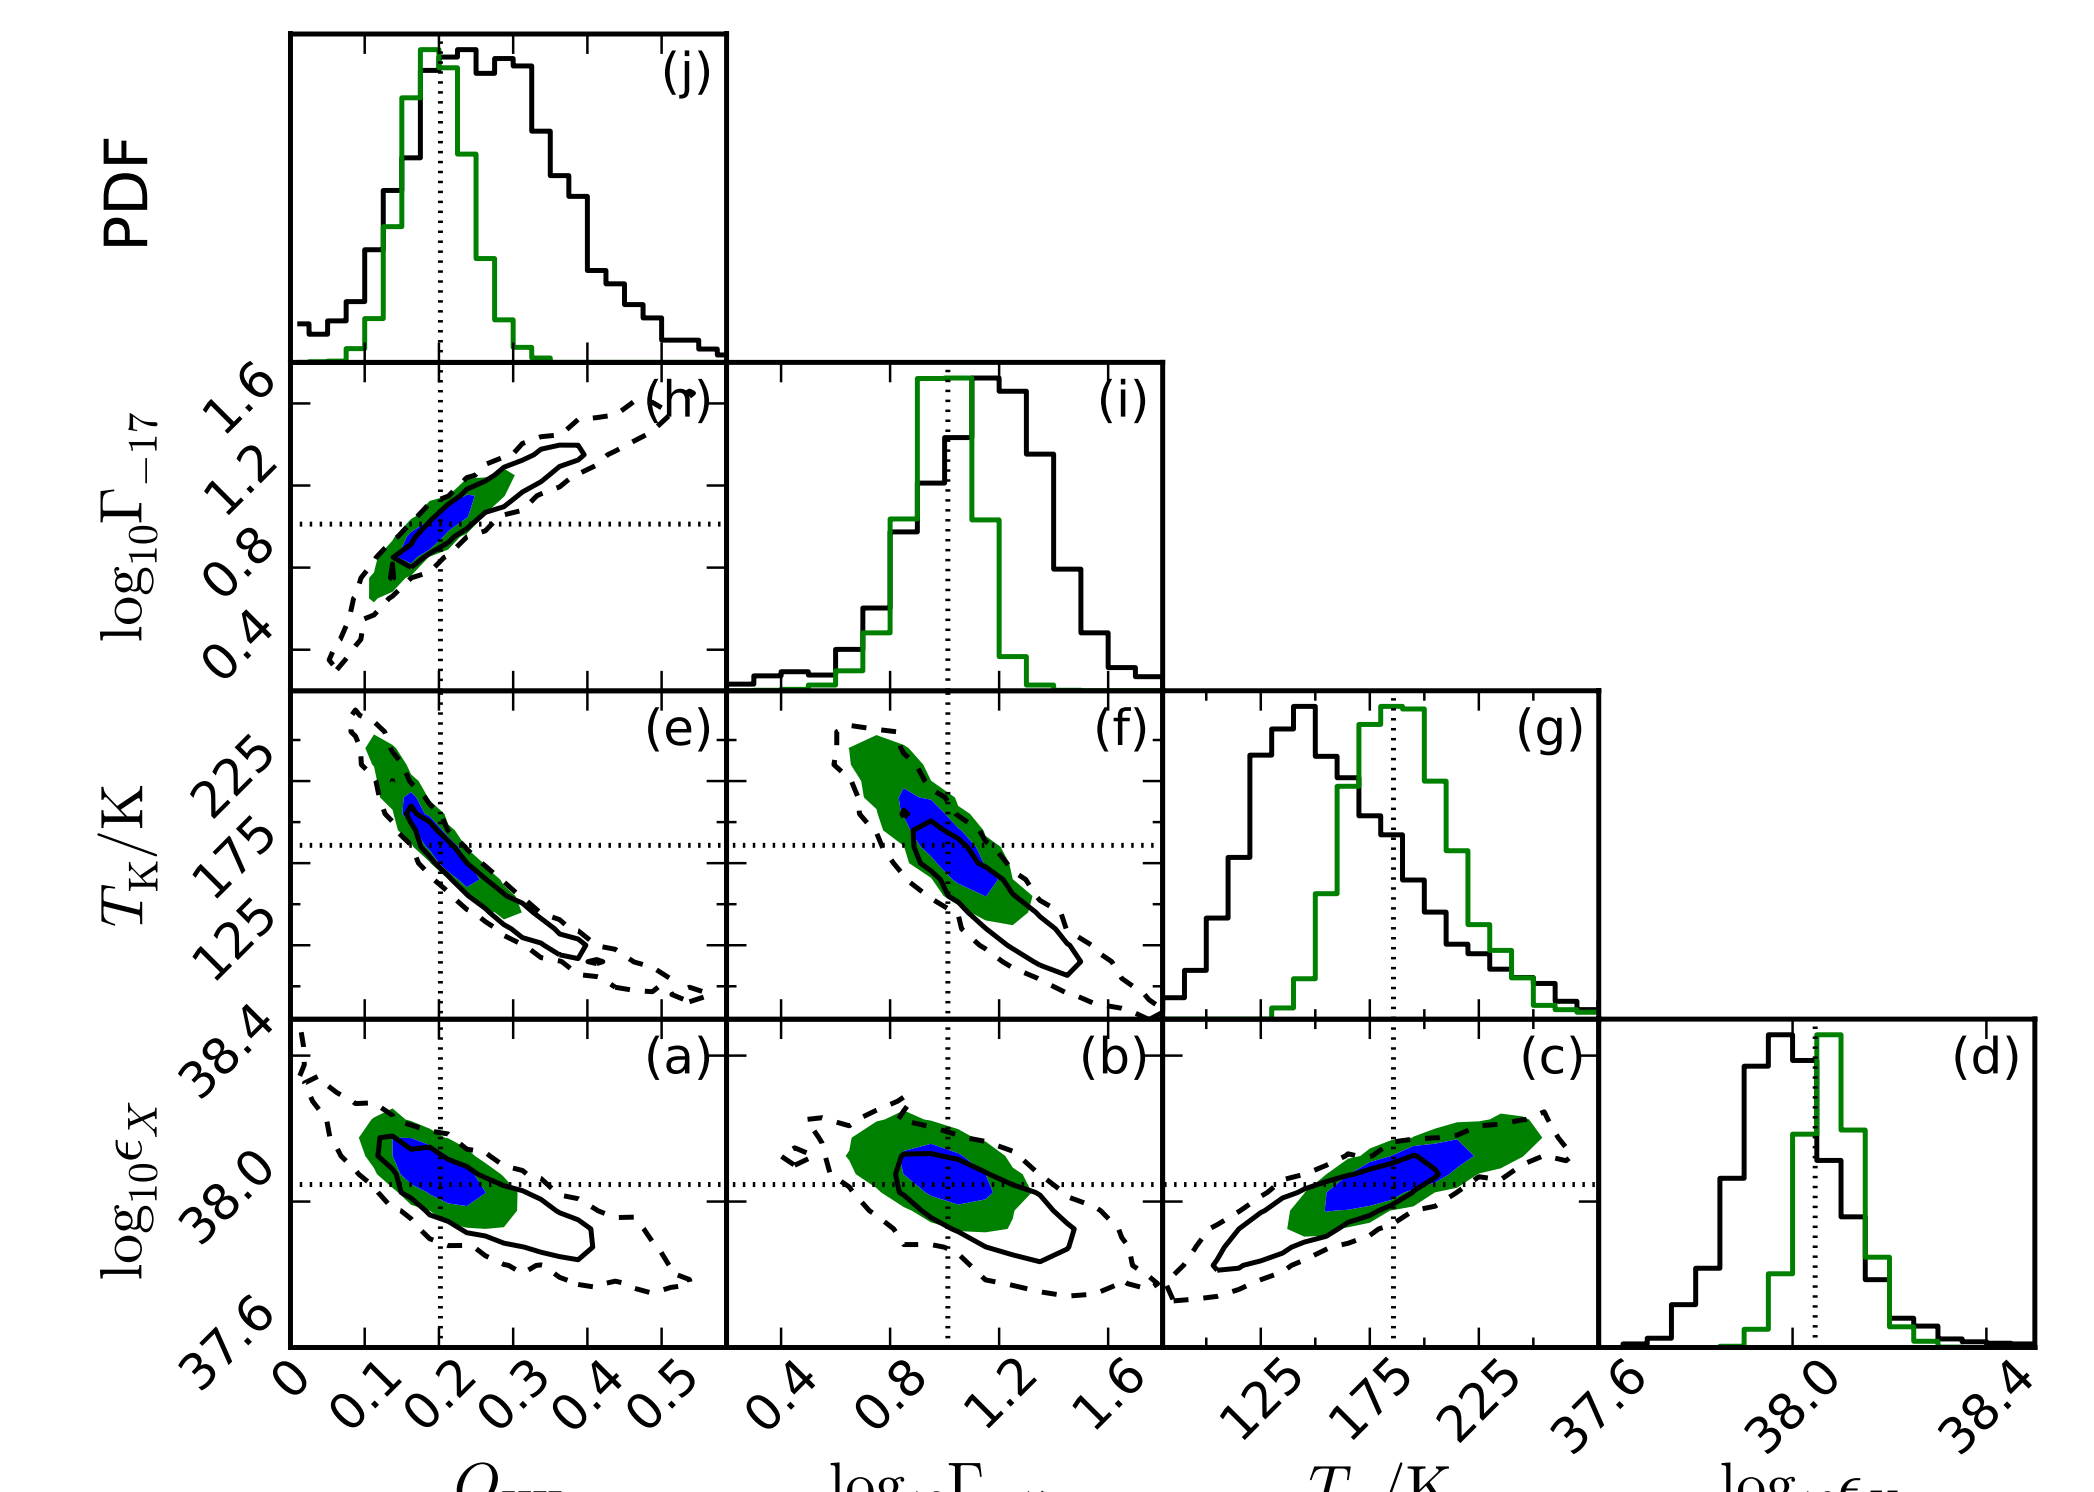 PDF
(j)
1.6
1.2
0.8
0.4
log₁₀Γ₋₁₇
(h)
(i)
225
175
125
T_K/K
(e)
(f)
(g)
38.4
38.0
37.6
log₁₀ϵ_X
(a)
(b)
(c)
(d)
0 0.1 0.2 0.3 0.4 0.5
0.4 0.8 1.2 1.6
125 175 225
37.6 38.0 38.4